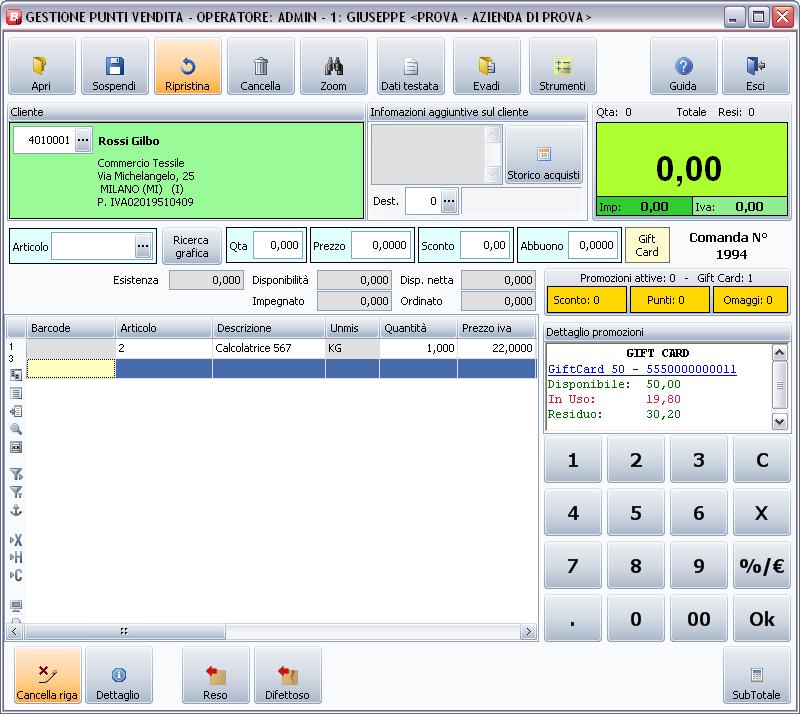 GESTIONE PUNTI VENDITA - OPERATORE: ADMIN - 1: GIUSEPPE <PROVA - AZIENDA DI PROVA>
Apri
Sospendi
Ripristina
Cancella
Zoom
Dati testata
Evadi
Strumenti
Guida
Esci
Cliente
4010001 ...
Rossi Gilbo
Commercio Tessile
Via Michelangelo, 25
MILANO (MI) (I)
P. IVA02019510409
Infomazioni aggiuntive sul cliente
Storico acquisti
Dest. 0 ...
Qta: 0 Totale Resi: 0
0,00
Imp: 0,00 Iva: 0,00
Articolo ...
Ricerca
grafica
Qta 0,000
Prezzo 0,0000
Sconto 0,00
Abbuono 0,0000
Gift
Card
Comanda N°
1994
Esistenza 0,000 Disponibilità 0,000 Disp. netta 0,000
Impegnato 0,000 Ordinato 0,000
Promozioni attive: 0 - Gift Card: 1
Sconto: 0 Punti: 0 Omaggi: 0
Barcode Articolo Descrizione Unmis Quantità Prezzo iva
1 2 Calcolatrice 567 KG 1,000 22,0000
3
X
H
C
Dettaglio promozioni
GIFT CARD
GiftCard 50 - 5550000000011
Disponibile: 50,00
In Uso: 19,80
Residuo: 30,20
1 2 3 C
4 5 6 X
7 8 9 %/€
. 0 00 Ok
Cancella riga
Dettaglio
Reso
Difettoso
SubTotale